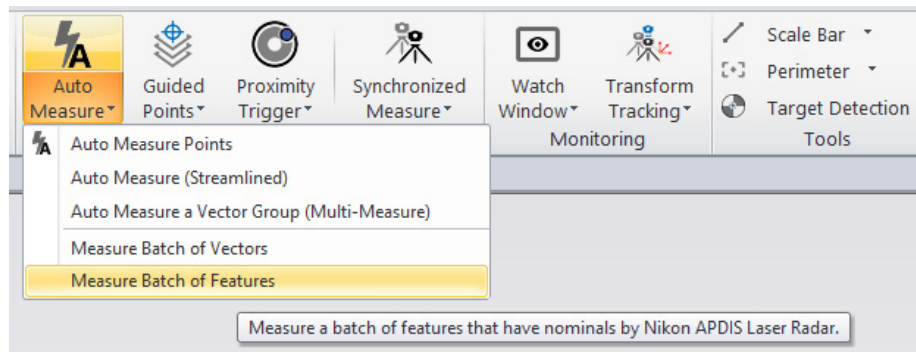 Auto
Measure
Guided
Points
Proximity
Trigger
Synchronized
Measure
Watch
Window
Transform
Tracking
Scale Bar
Perimeter
Target Detection
Monitoring
Tools
A
Auto Measure Points
Auto Measure (Streamlined)
Auto Measure a Vector Group (Multi-Measure)
Measure Batch of Vectors
Measure Batch of Features
Measure a batch of features that have nominals by Nikon APDIS Laser Radar.